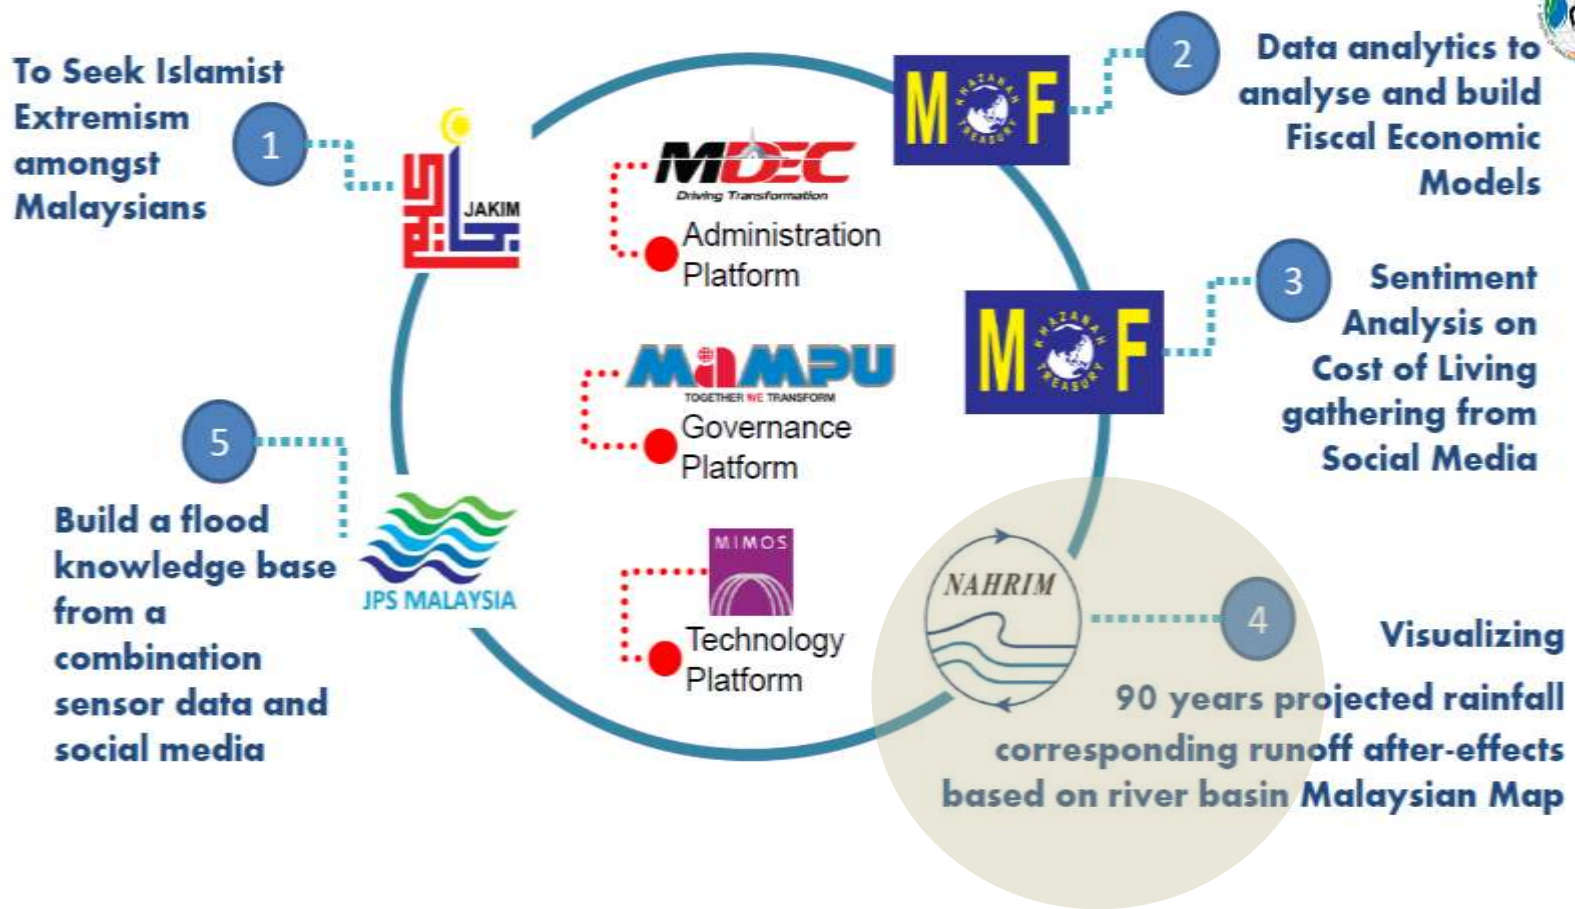 To Seek Islamist
Extremism
amongst
Malaysians
1
JAKIM
MDEC
Driving Transformation
Administration
Platform
MAMPU
TOGETHER WE TRANSFORM
Governance
Platform
MIMOS
Technology
Platform
M F
KHAZANAH
TREASURY
2
Data analytics to
analyse and build
Fiscal Economic
Models
M F
KHAZANAH
TREASURY
3
Sentiment
Analysis on
Cost of Living
gathering from
Social Media
NAHRIM
4
Visualizing
90 years projected rainfall
corresponding runoff after-effects
based on river basin Malaysian Map
5
Build a flood
knowledge base
from a
combination
sensor data and
social media
JPS MALAYSIA